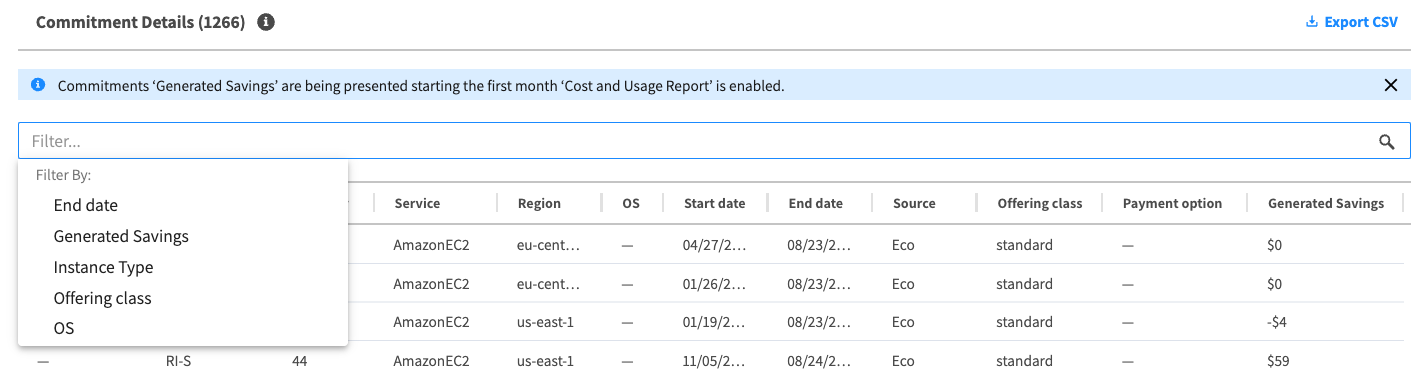 Commitment Details (1266)
Export CSV
Commitments ‘Generated Savings’ are being presented starting the first month ‘Cost and Usage Report’ is enabled.
Filter...
Filter By:
End date
Generated Savings
Instance Type
Offering class
OS
Service Region OS Start date End date Source Offering class Payment option Generated Savings
AmazonEC2 eu-cent... — 04/27/2... 08/23/2... Eco standard — $0
AmazonEC2 eu-cent... — 01/26/2... 08/23/2... Eco standard — $0
AmazonEC2 us-east-1 — 01/19/2... 08/23/2... Eco standard — -$4
— RI-S 44 AmazonEC2 us-east-1 — 11/05/2... 08/24/2... Eco standard — $59